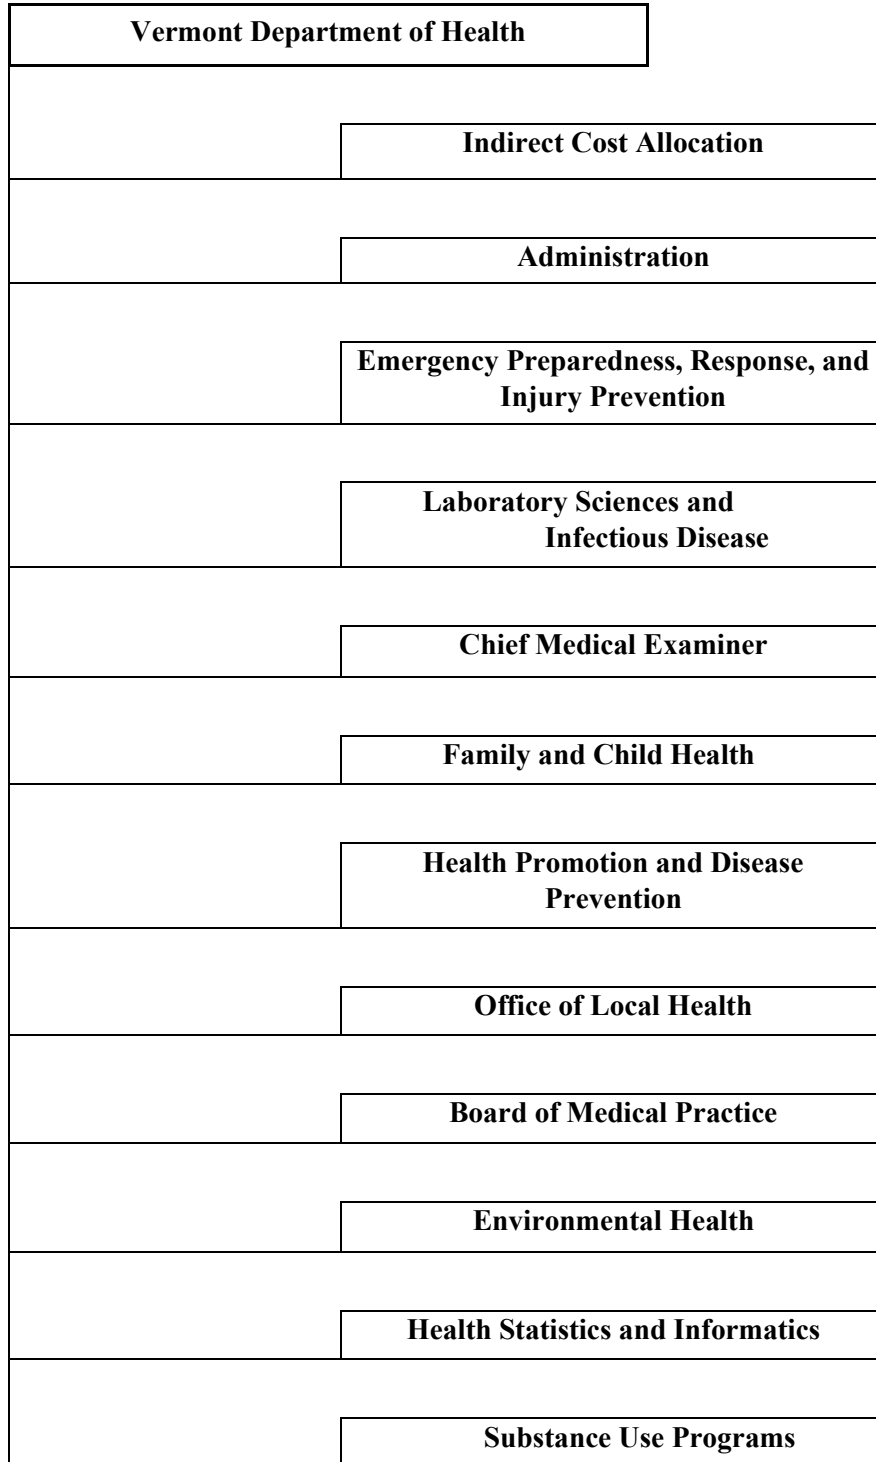 Vermont Department of Health
Indirect Cost Allocation
Administration
Emergency Preparedness, Response, and
Injury Prevention
Laboratory Sciences and
Infectious Disease
Chief Medical Examiner
Family and Child Health
Health Promotion and Disease
Prevention
Office of Local Health
Board of Medical Practice
Environmental Health
Health Statistics and Informatics
Substance Use Programs